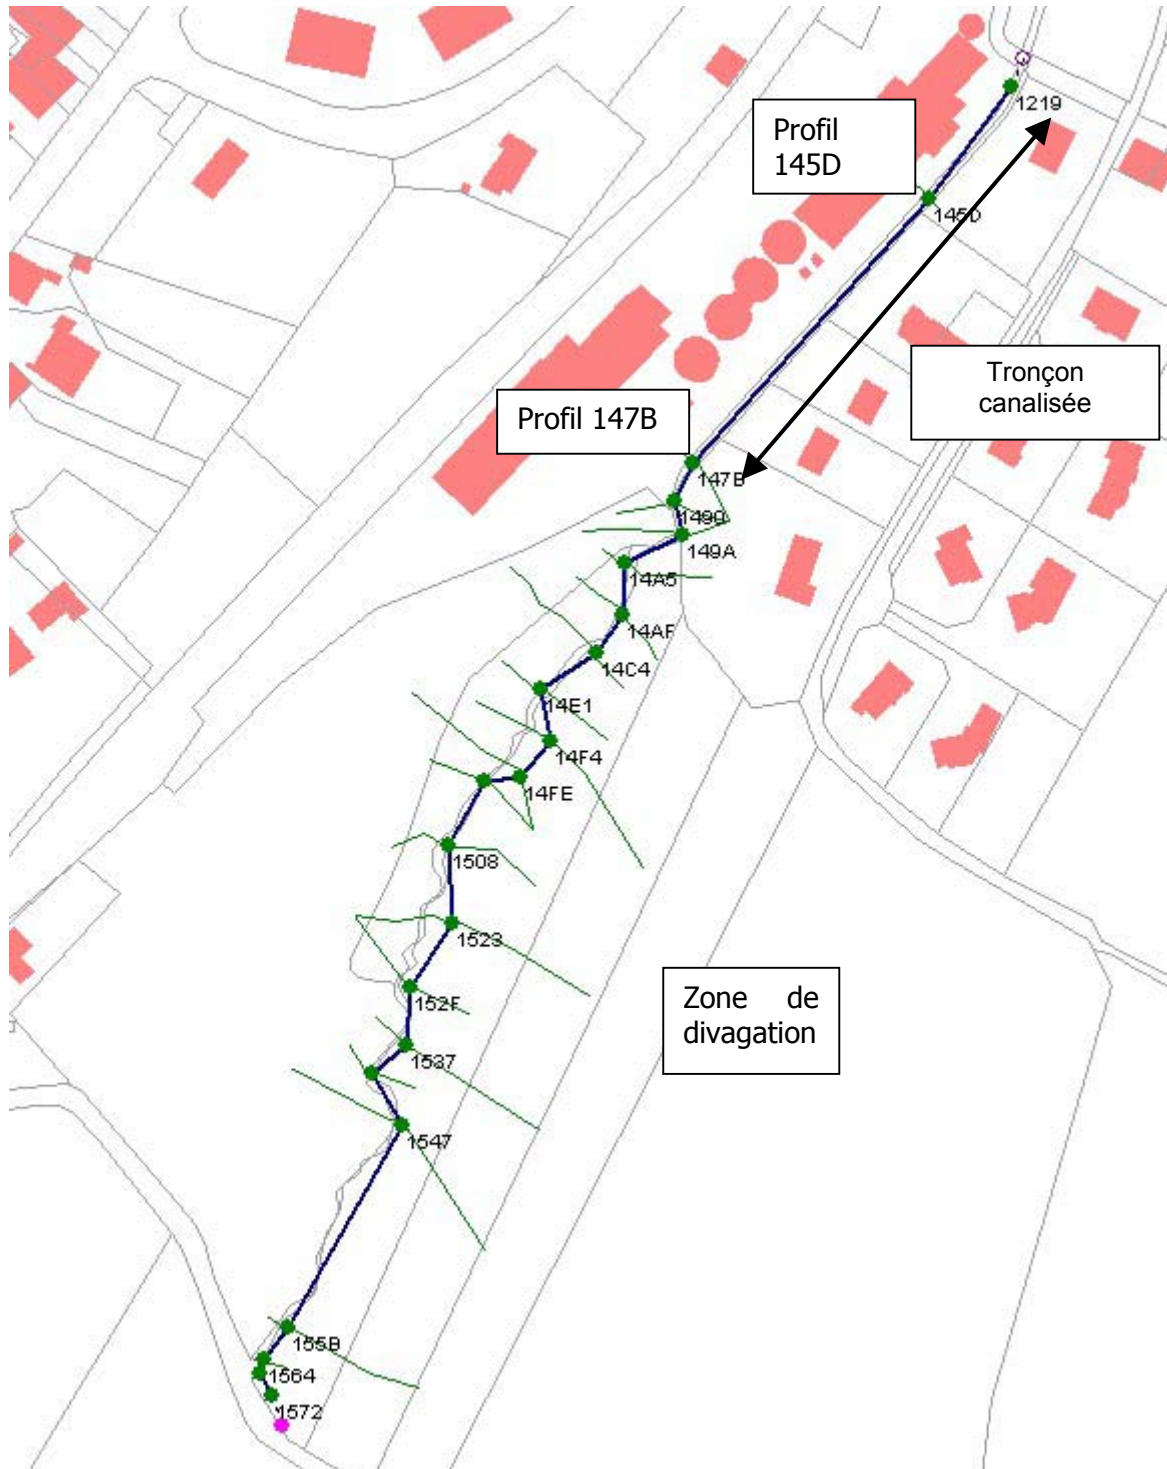 1219
Profil
145D
145D
Tronçon
canalisée
Profil 147B
147B
1490
149A
14A5
14AF
14C4
14E1
14F4
14FE
1508
1523
152F
Zone de
divagation
1537
1547
155B
1564
1572